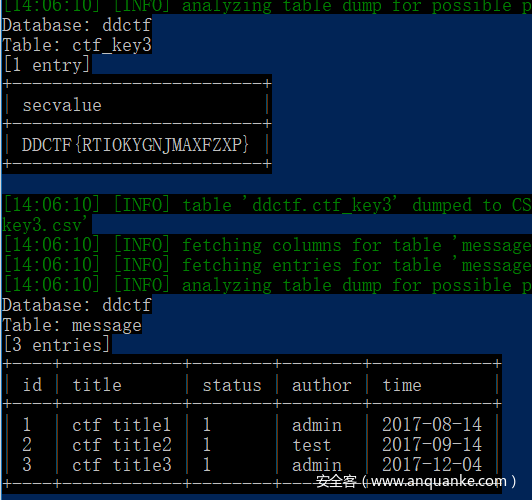 [14:06:10] [INFO] analyzing table dump for possible p
Database: ddctf
Table: ctf_key3
[1 entry]
+-------------------------+
| secvalue                |
+-------------------------+
| DDCTF{RTIOKYGNJMAXFZXP} |
+-------------------------+
[14:06:10] [INFO] table 'ddctf.ctf_key3' dumped to CS
key3.csv'
[14:06:10] [INFO] fetching columns for table 'message
[14:06:10] [INFO] fetching entries for table 'message
[14:06:10] [INFO] analyzing table dump for possible p
Database: ddctf
Table: message
[3 entries]
+----+------------+--------+--------+------------+
| id | title      | status | author | time       |
+----+------------+--------+--------+------------+
| 1  | ctf title1 | 1      | admin  | 2017-08-14 |
| 2  | ctf title2 | 1      | test   | 2017-09-14 |
| 3  | ctf title3 | 1      | admin  | 2017-12-04 |
+----+------------+--------+--------+------------+
安全客（www.anquanke.com）